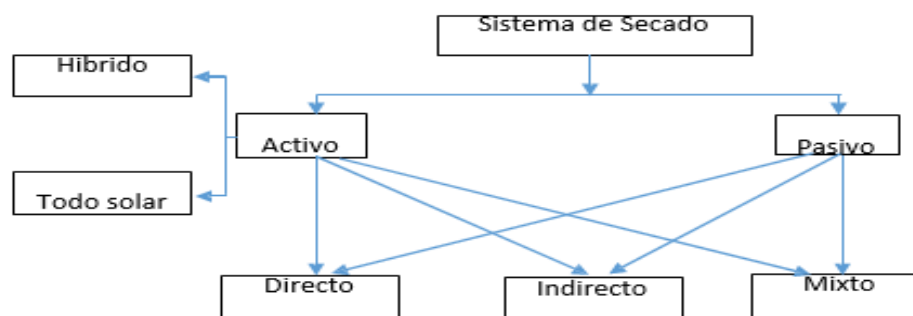 Sistema de Secado
Hibrido
Activo
Pasivo
Todo solar
Directo
Indirecto
Mixto